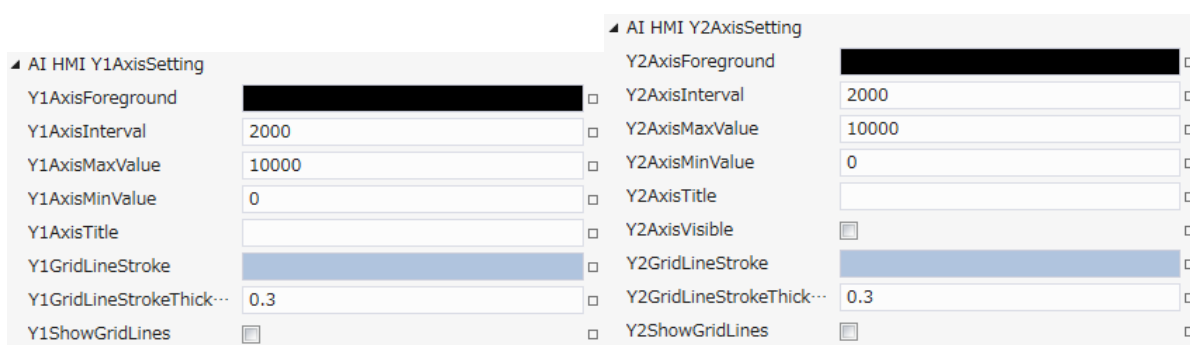 AI HMI Y1AxisSetting
Y1AxisForeground
Y1AxisInterval 2000
Y1AxisMaxValue 10000
Y1AxisMinValue 0
Y1AxisTitle
Y1GridLineStroke
Y1GridLineStrokeThick··· 0.3
Y1ShowGridLines
AI HMI Y2AxisSetting
Y2AxisForeground
Y2AxisInterval 2000
Y2AxisMaxValue 10000
Y2AxisMinValue 0
Y2AxisTitle
Y2AxisVisible
Y2GridLineStroke
Y2GridLineStrokeThick··· 0.3
Y2ShowGridLines